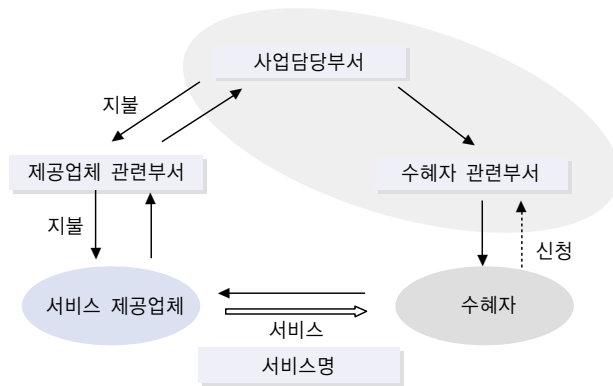 사업담당부서
지불
제공업체 관련부서
수혜자 관련부서
지불
신청
서비스 제공업체
수혜자
서비스
서비스명